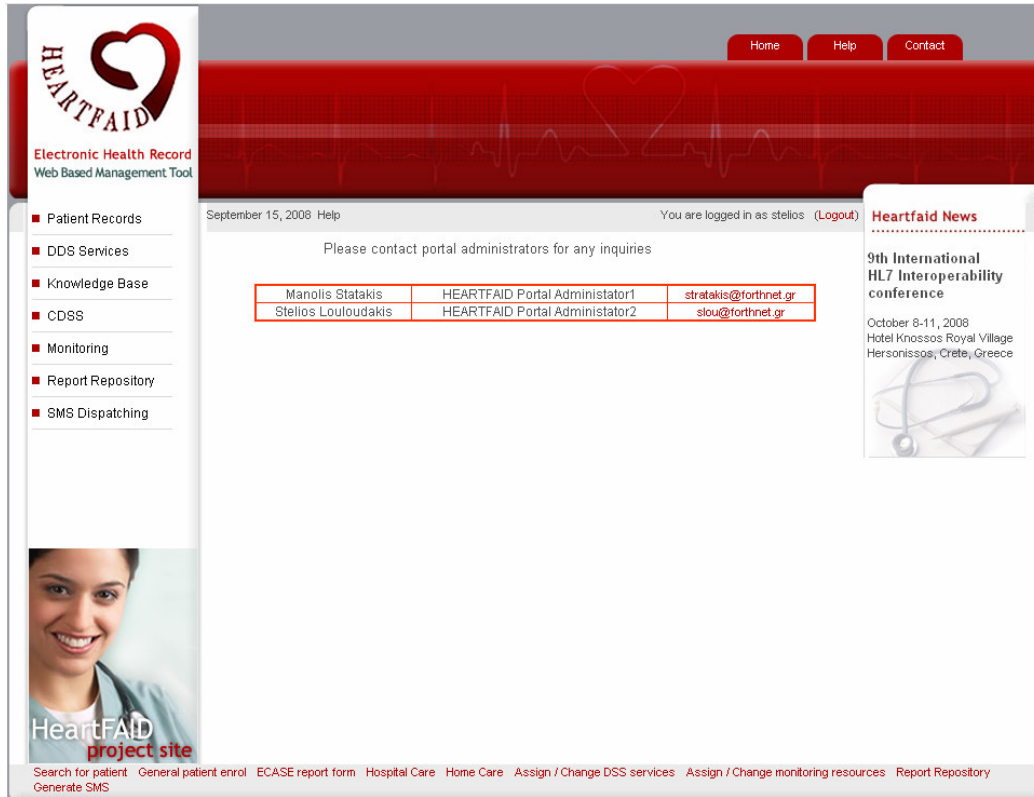 HEARTFAID
Electronic Health Record
Web Based Management Tool
Home Help Contact
Patient Records
DDS Services
Knowledge Base
CDSS
Monitoring
Report Repository
SMS Dispatching
September 15, 2008 Help You are logged in as stelios (Logout)
Please contact portal administrators for any inquiries
Manolis Statakis HEARTFAID Portal Administator1 stratakis@forthnet.gr
Stelios Louloudakis HEARTFAID Portal Administator2 slou@forthnet.gr
Heartfaid News
9th International
HL7 Interoperability
conference
October 8-11, 2008
Hotel Knossos Royal Village
Hersonissos, Crete, Greece
HeartFAID
project site
Search for patient General patient enrol ECASE report form Hospital Care Home Care Assign / Change DSS services Assign / Change monitoring resources Report Repository
Generate SMS